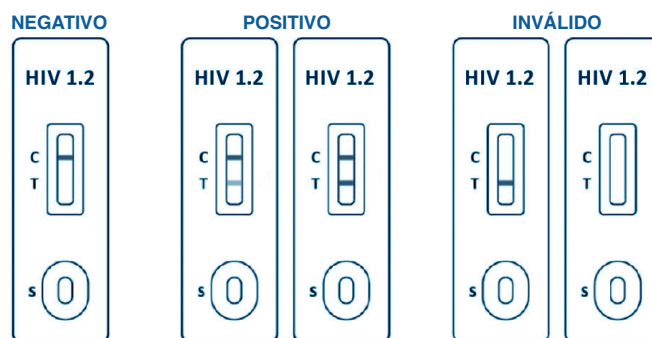 NEGATIVO POSITIVO INVÁLIDO
HIV 1.2 HIV 1.2 HIV 1.2 HIV 1.2 HIV 1.2
C C C C C
T T T T T
S S S S S